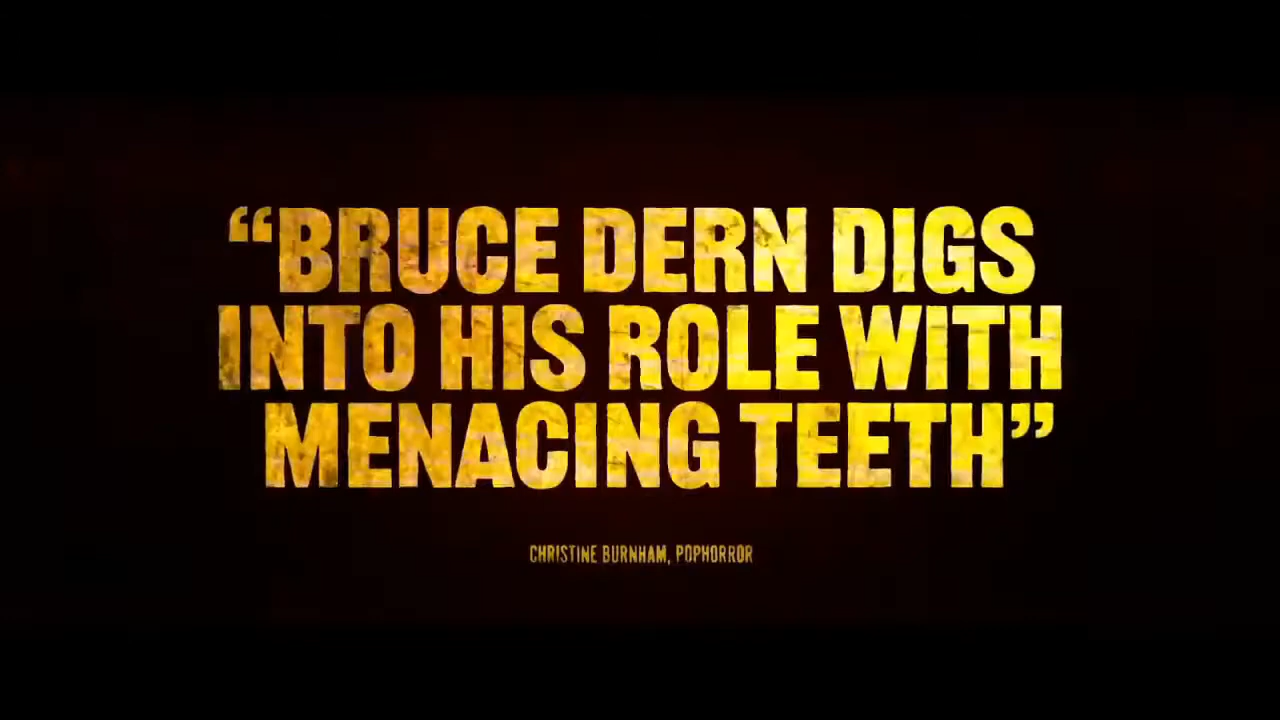 “BRUCE DERN DIGS
INTO HIS ROLE WITH
MENACING TEETH”
CHRISTINE BURNHAM, POPHORROR